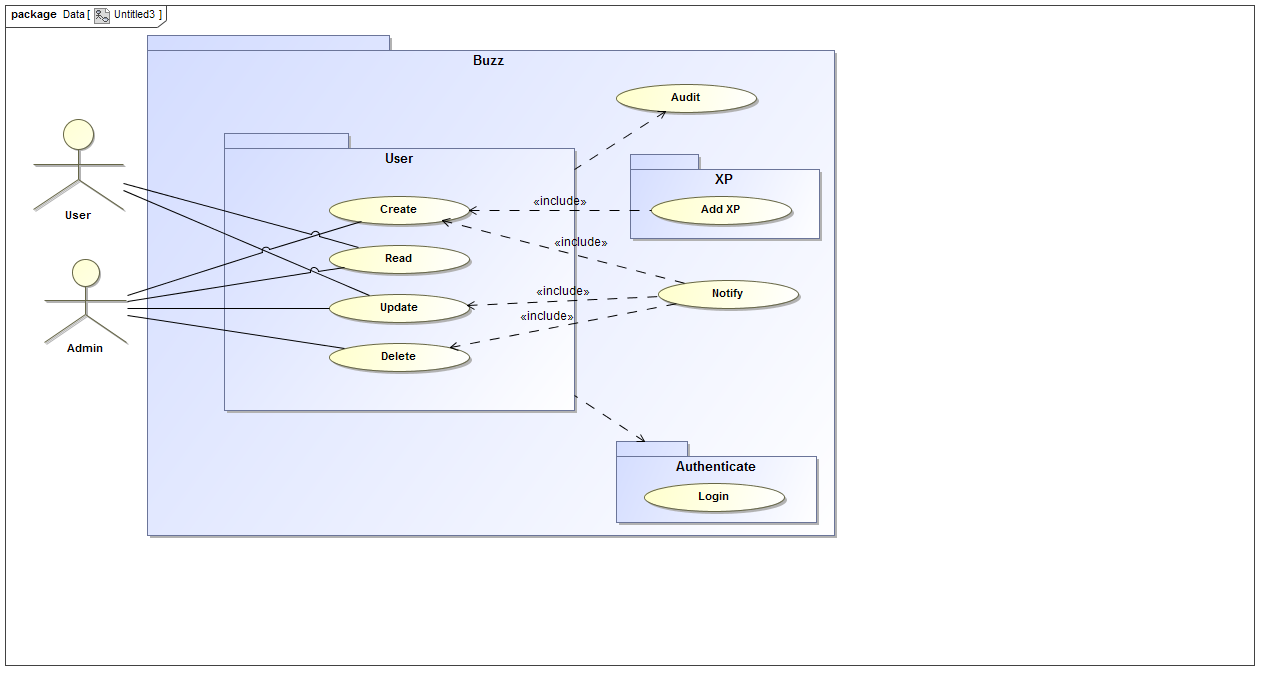 package Data [ Untitled3 ]
Buzz
Audit
User
XP
Create
«include»
Add XP
User
«include»
Read
Admin
Update
«include»
Notify
«include»
Delete
Authenticate
Login